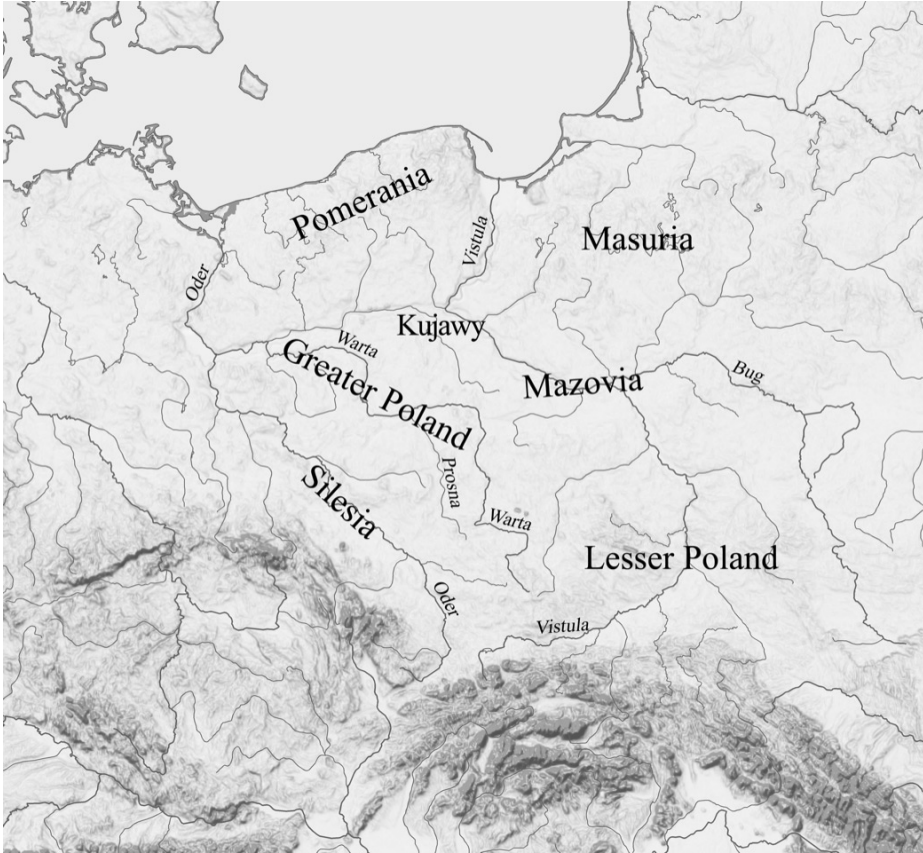 Pomerania
Vistula
Masuria
Oder
Kujawy
Warta
Greater Poland
Mazovia
Bug
Prosna
Silesia
Warta
Lesser Poland
Oder
Vistula